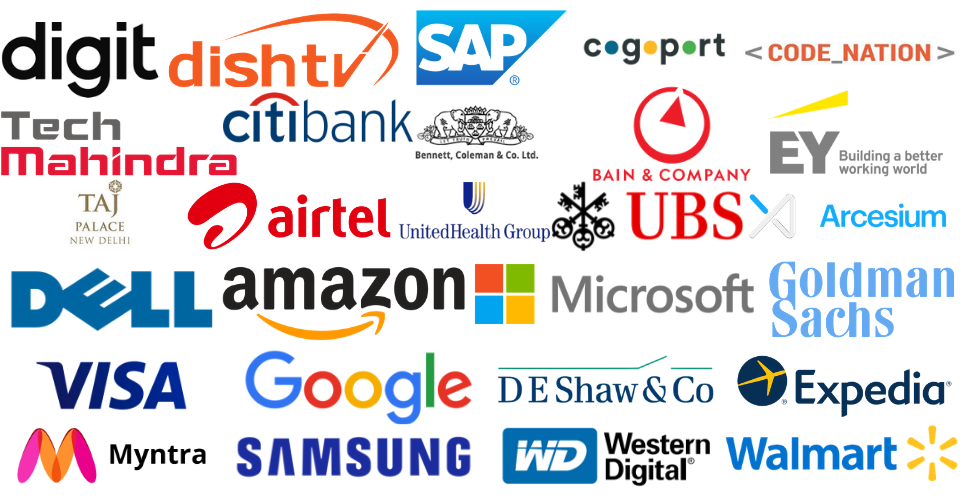 digit
dishtv
SAP
®
cogoport
< CODE_NATION >
Tech
Mahindra
citibank
Bennett, Coleman & Co. Ltd.
BAIN & COMPANY
EY
Building a better
working world
TAJ
PALACE
NEW DELHI
airtel
UnitedHealth Group®
UBS
Arcesium
DELL
amazon
Microsoft
Goldman
Sachs
VISA
Google
D E Shaw & Co
Expedia®
®
Myntra
SAMSUNG
WD
Western
Digital®
Walmart